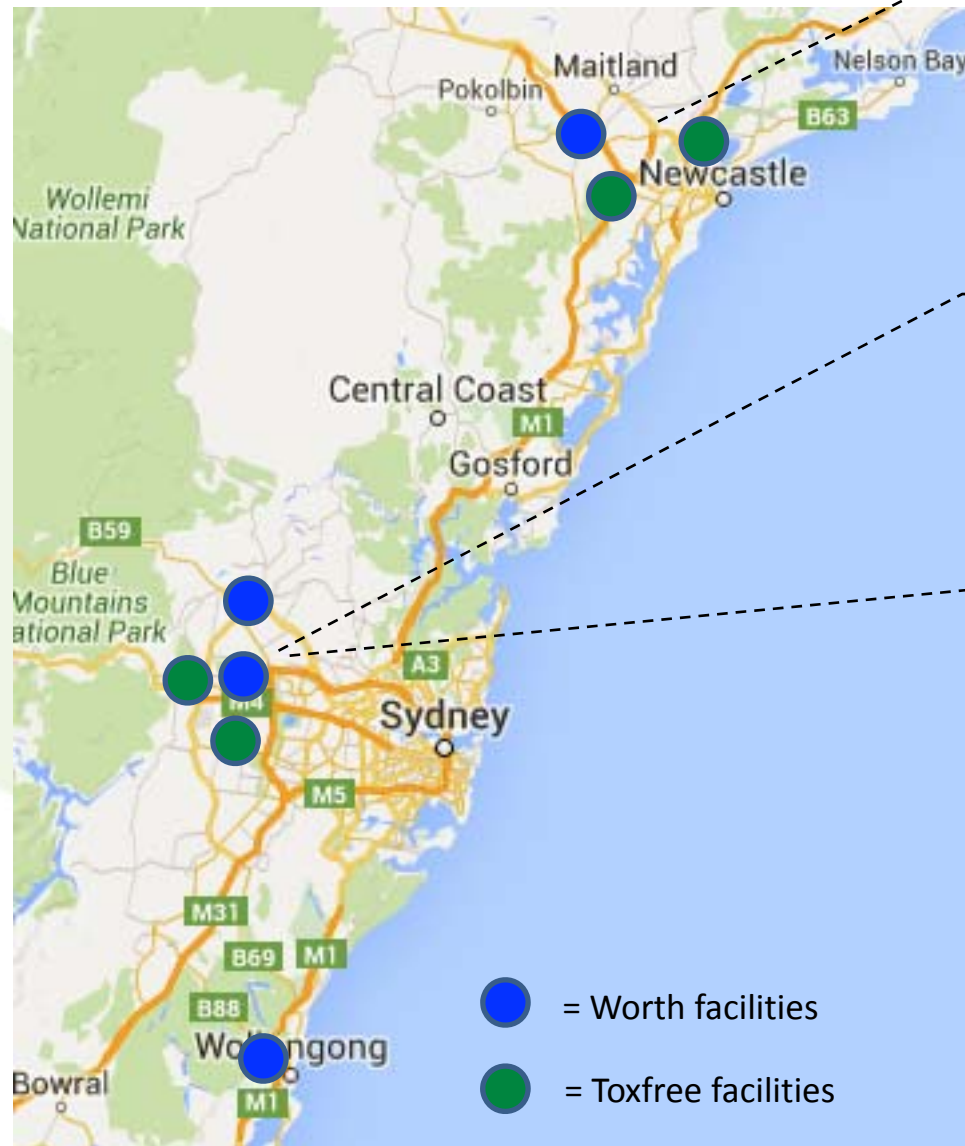 Nelson Bay
Maitland
Pokolbin
B63
Newcastle
Wollemi
National Park
Central Coast
M1
Gosford
B59
Blue
Mountains
ational Park
A3
M4
Sydney
M5
M31
B69
M1
B88
= Worth facilities
Wo ngong
Bowral
M1
= Toxfree facilities